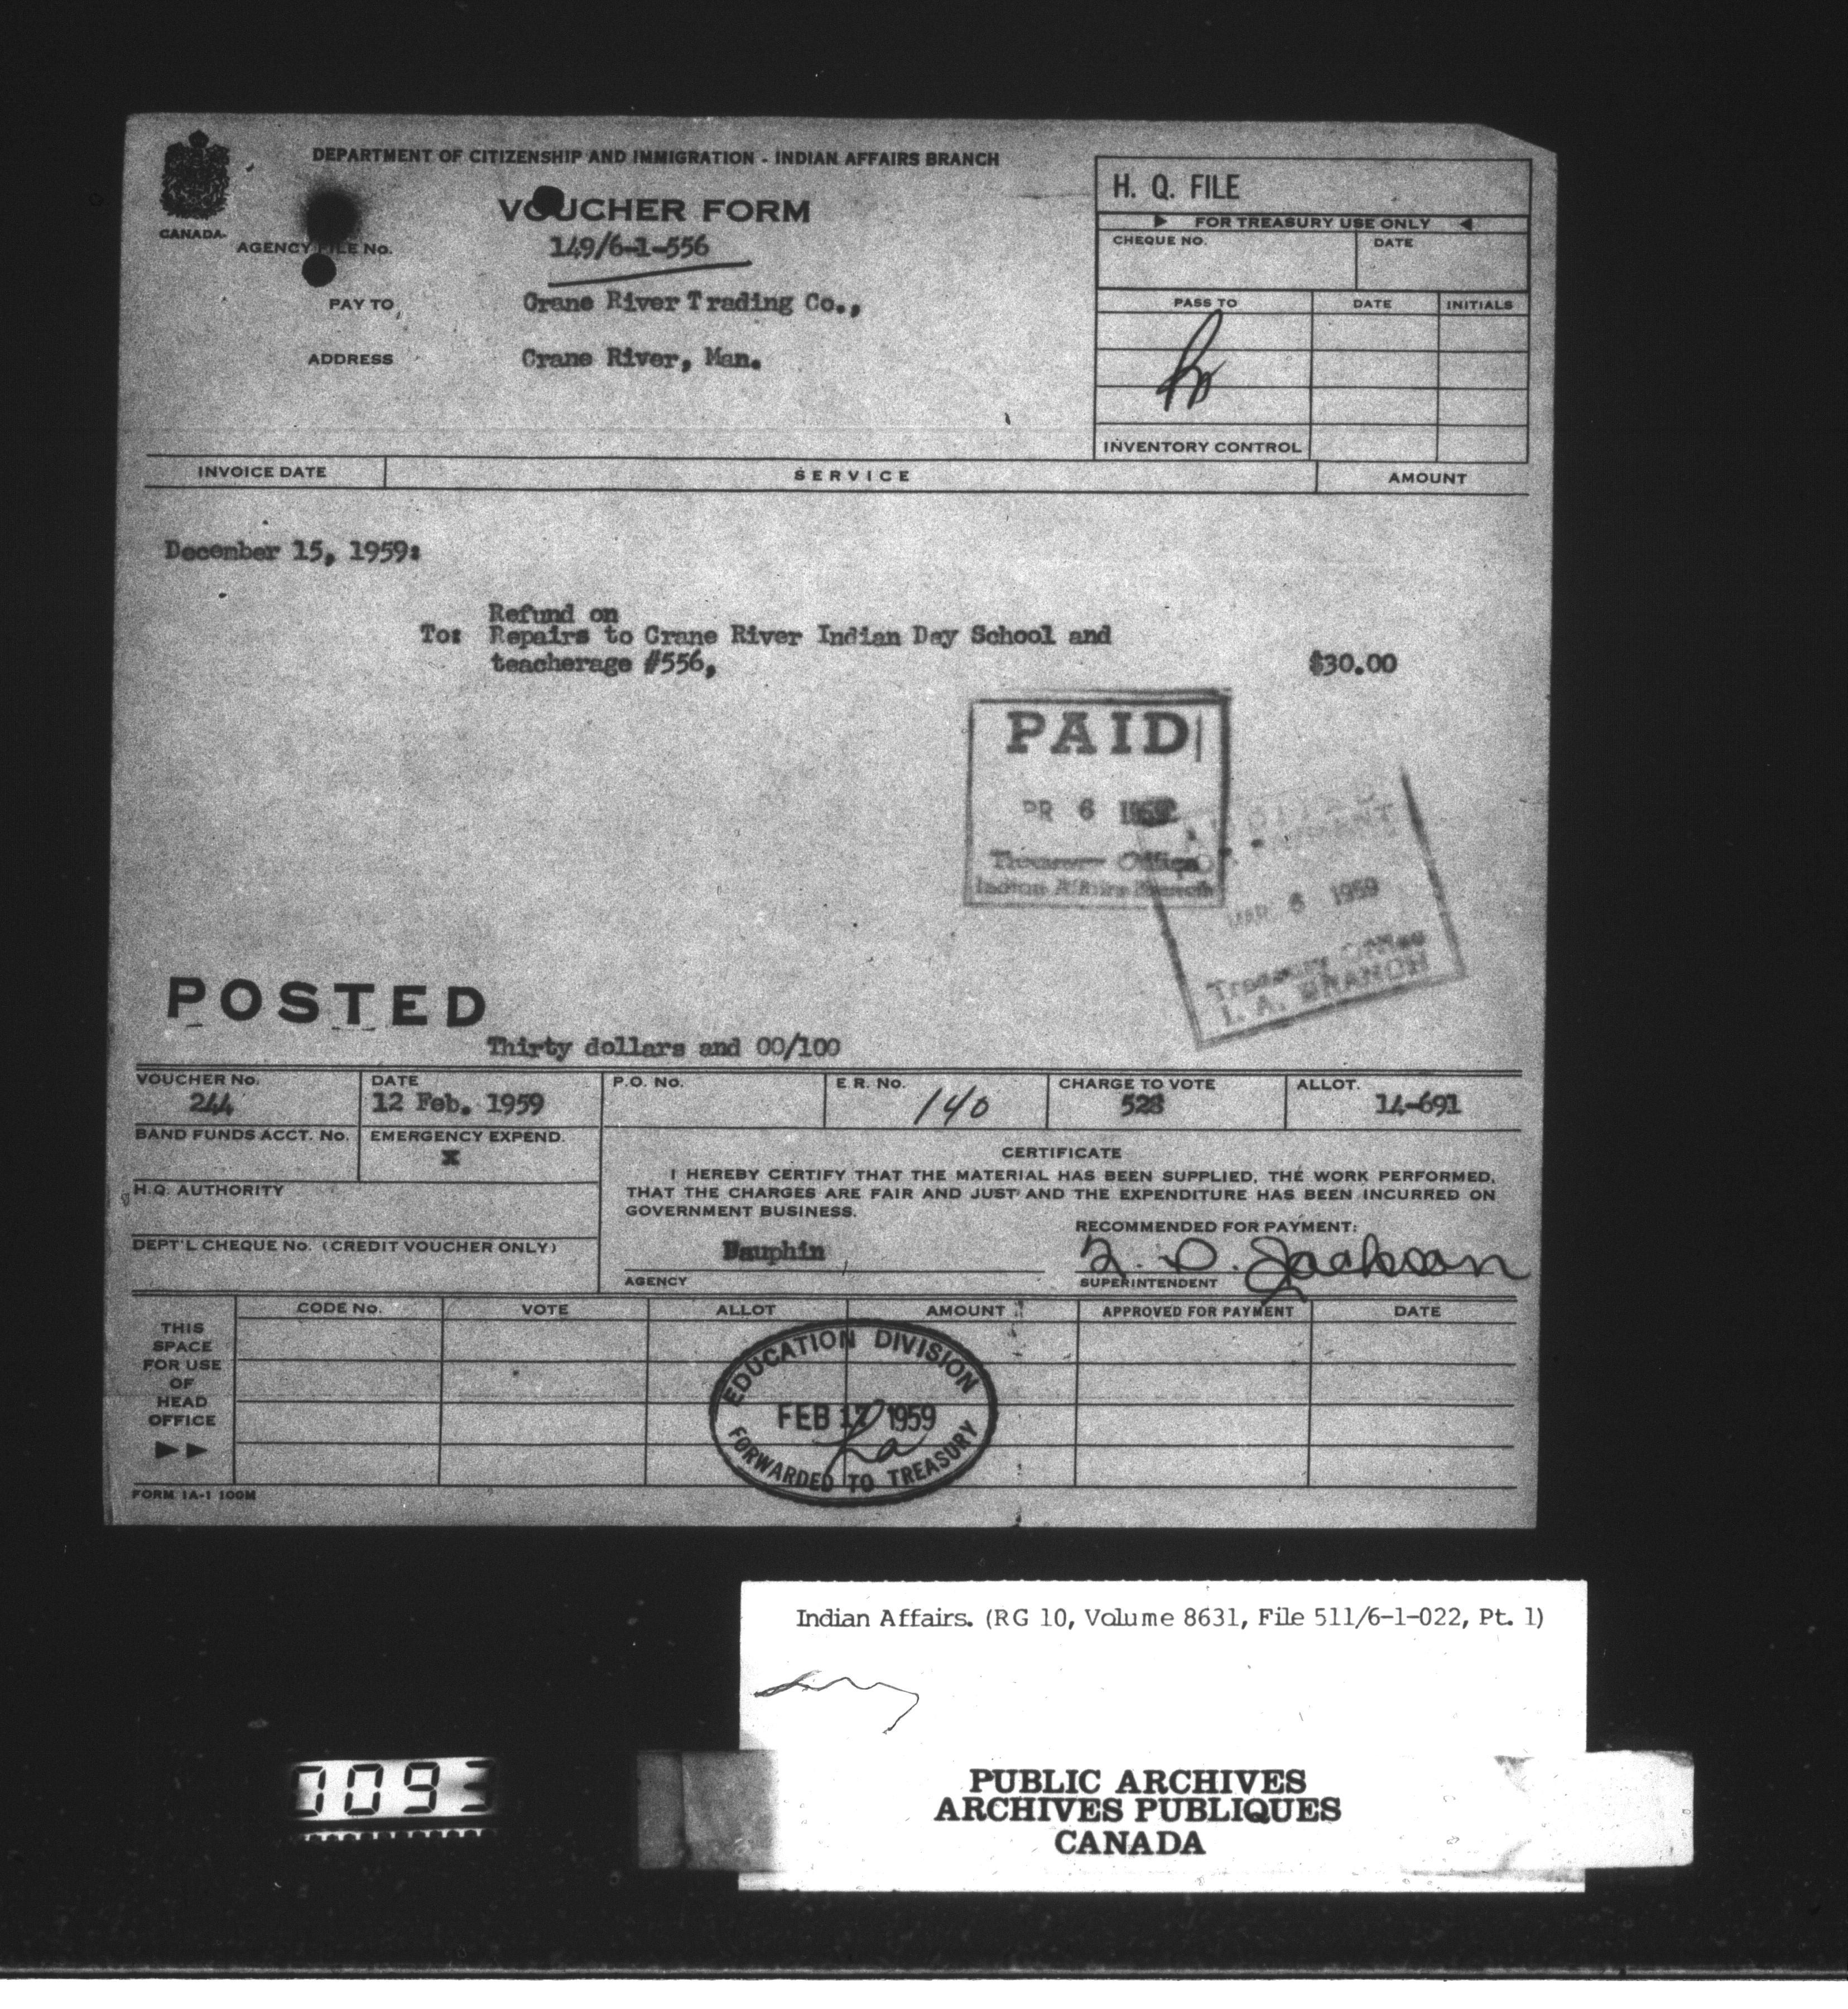 DEPARTMENT OF CITIZENSHIP AND IMMIGRATION - INDIAN AFFAIRS BRANCH
CANADA
VOUCHER FORM
AGENCY FILE No. 149/6-1-556
PAY TO, Crane River Trading Co.,
ADDRESS Crane River, Man.
H. Q. FILE
FOR TREASURY USE ONLY
CHEQUE NO. DATE
PASS TO DATE INITIALS
INVENTORY CONTROL
INVOICE DATE SERVICE AMOUNT
December 15, 1959:
Refund on
To: Repairs to Crane River Indian Day School and
teacherage #556, $30.00
PAID
PR 6
Treasury Office
Indian Affairs Branch
MAR 6 1959
Treasury Office
I. A. BRANCH
POSTED
Thirty dollars and 00/100
VOUCHER No. DATE P.O. No. E.R. No. CHARGE TO VOTE ALLOT.
244 12 Feb. 1959 140 528 14-691
BAND FUNDS ACCT. No. EMERGENCY EXPEND.
X
H.Q. AUTHORITY
DEPT'L CHEQUE No. (CREDIT VOUCHER ONLY)
CERTIFICATE
I HEREBY CERTIFY THAT THE MATERIAL HAS BEEN SUPPLIED, THE WORK PERFORMED,
THAT THE CHARGES ARE FAIR AND JUST AND THE EXPENDITURE HAS BEEN INCURRED ON
GOVERNMENT BUSINESS.
RECOMMENDED FOR PAYMENT:
Dauphin
AGENCY
Jackson
SUPERINTENDENT
THIS
SPACE
FOR USE
OF
HEAD
OFFICE
CODE No. VOTE ALLOT AMOUNT APPROVED FOR PAYMENT DATE
EDUCATION DIVISION
FEB 17 1959
FORWARDED TO TREASURY
FORM IA-1 100M
Indian Affairs. (RG 10, Volume 8631, File 511/6-1-022, Pt. 1)
PUBLIC ARCHIVES
ARCHIVES PUBLIQUES
CANADA
0093